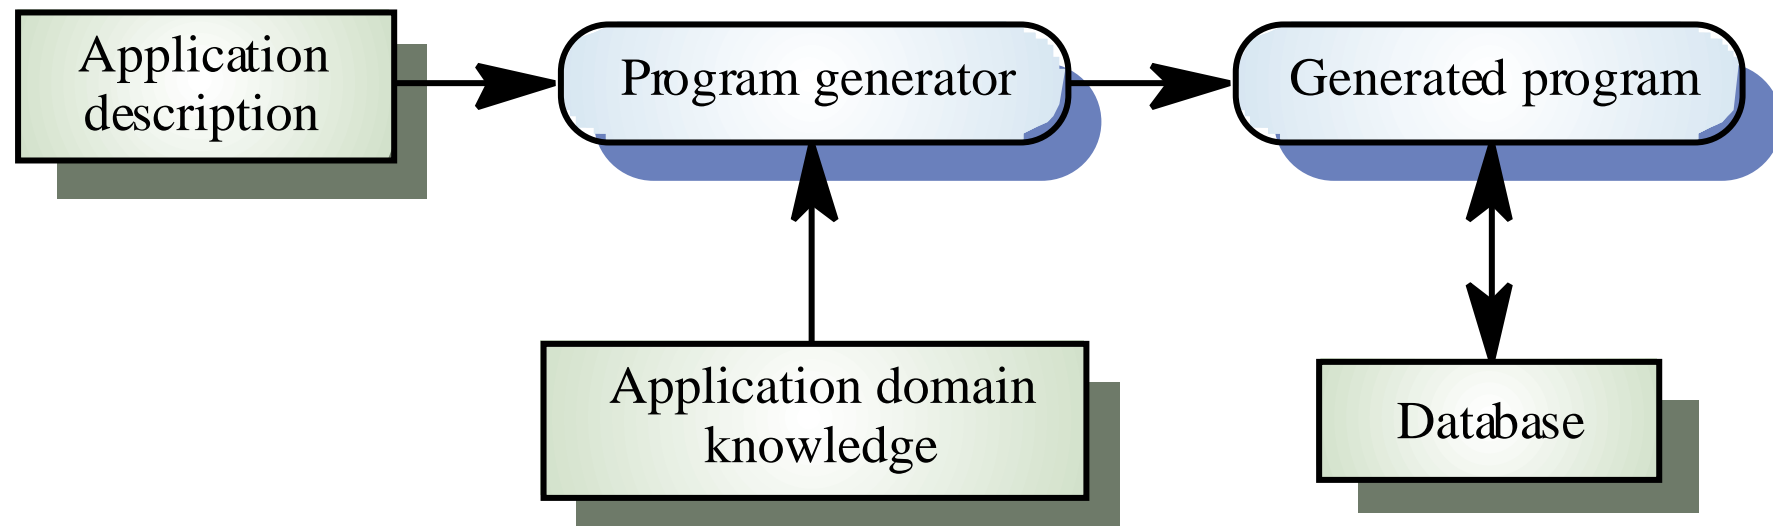 Application
description
Program generator
Generated program
Application domain
knowledge
Database